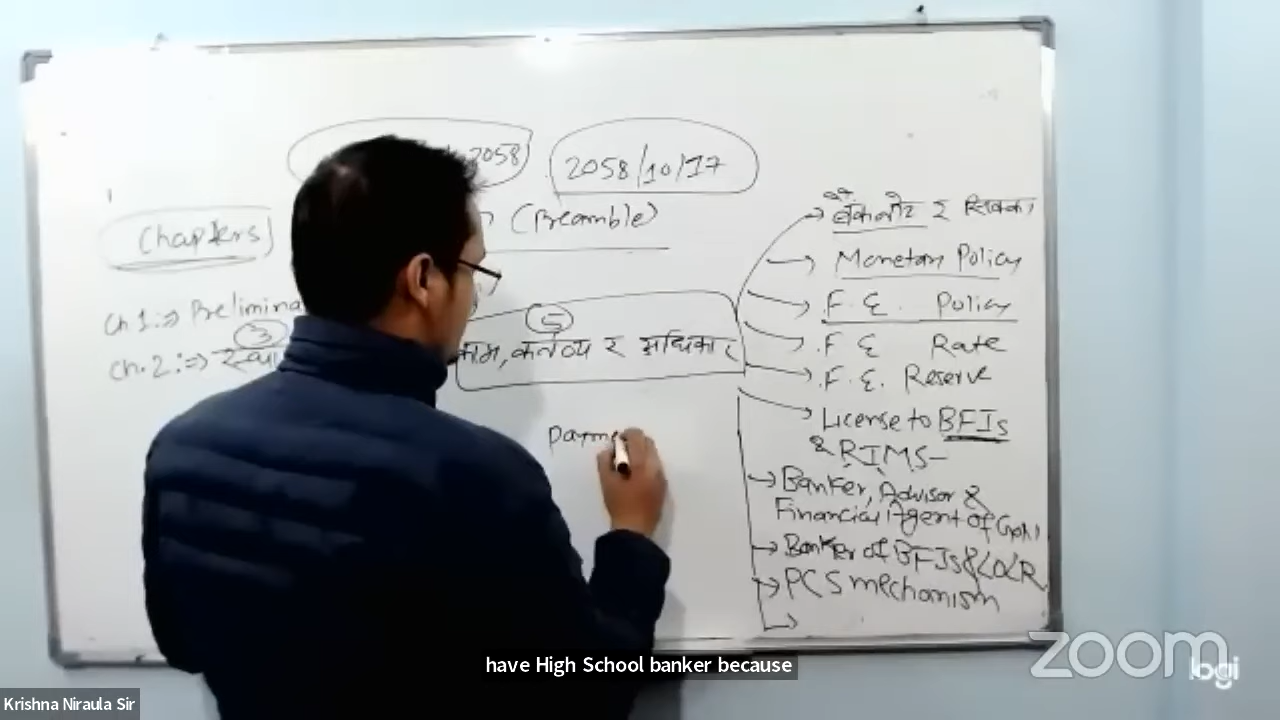 2058
2058/10/17
(Preamble)
Chapters
Ch 1:⇒ Prelimina
③
Ch. 2:⇒
⑤
काम, कर्तव्य र अधिकार
Payme
→ बैंकनोट र सिक्का
→ Monetary Policy
→ F. E. Policy
→ F E Rate
→ F. E. Reserve
→ License to BFIs
& RIMS-
→ Banker, Advisor &
Financial Agent of GoN
→ Banker of BFIs & LOLR
→ PCS mechanism
→
have High School banker because
zoom
logi
Krishna Niraula Sir